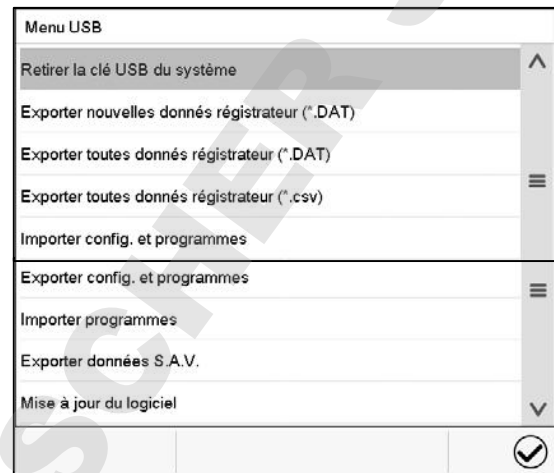 Menu USB
Retirer la clé USB du système
Exporter nouvelles donnés régistrateur (*.DAT)
Exporter toutes donnés régistrateur (*.DAT)
Exporter toutes donnés régistrateur (*.csv)
Importer config. et programmes
Exporter config. et programmes
Importer programmes
Exporter données S.A.V.
Mise à jour du logiciel